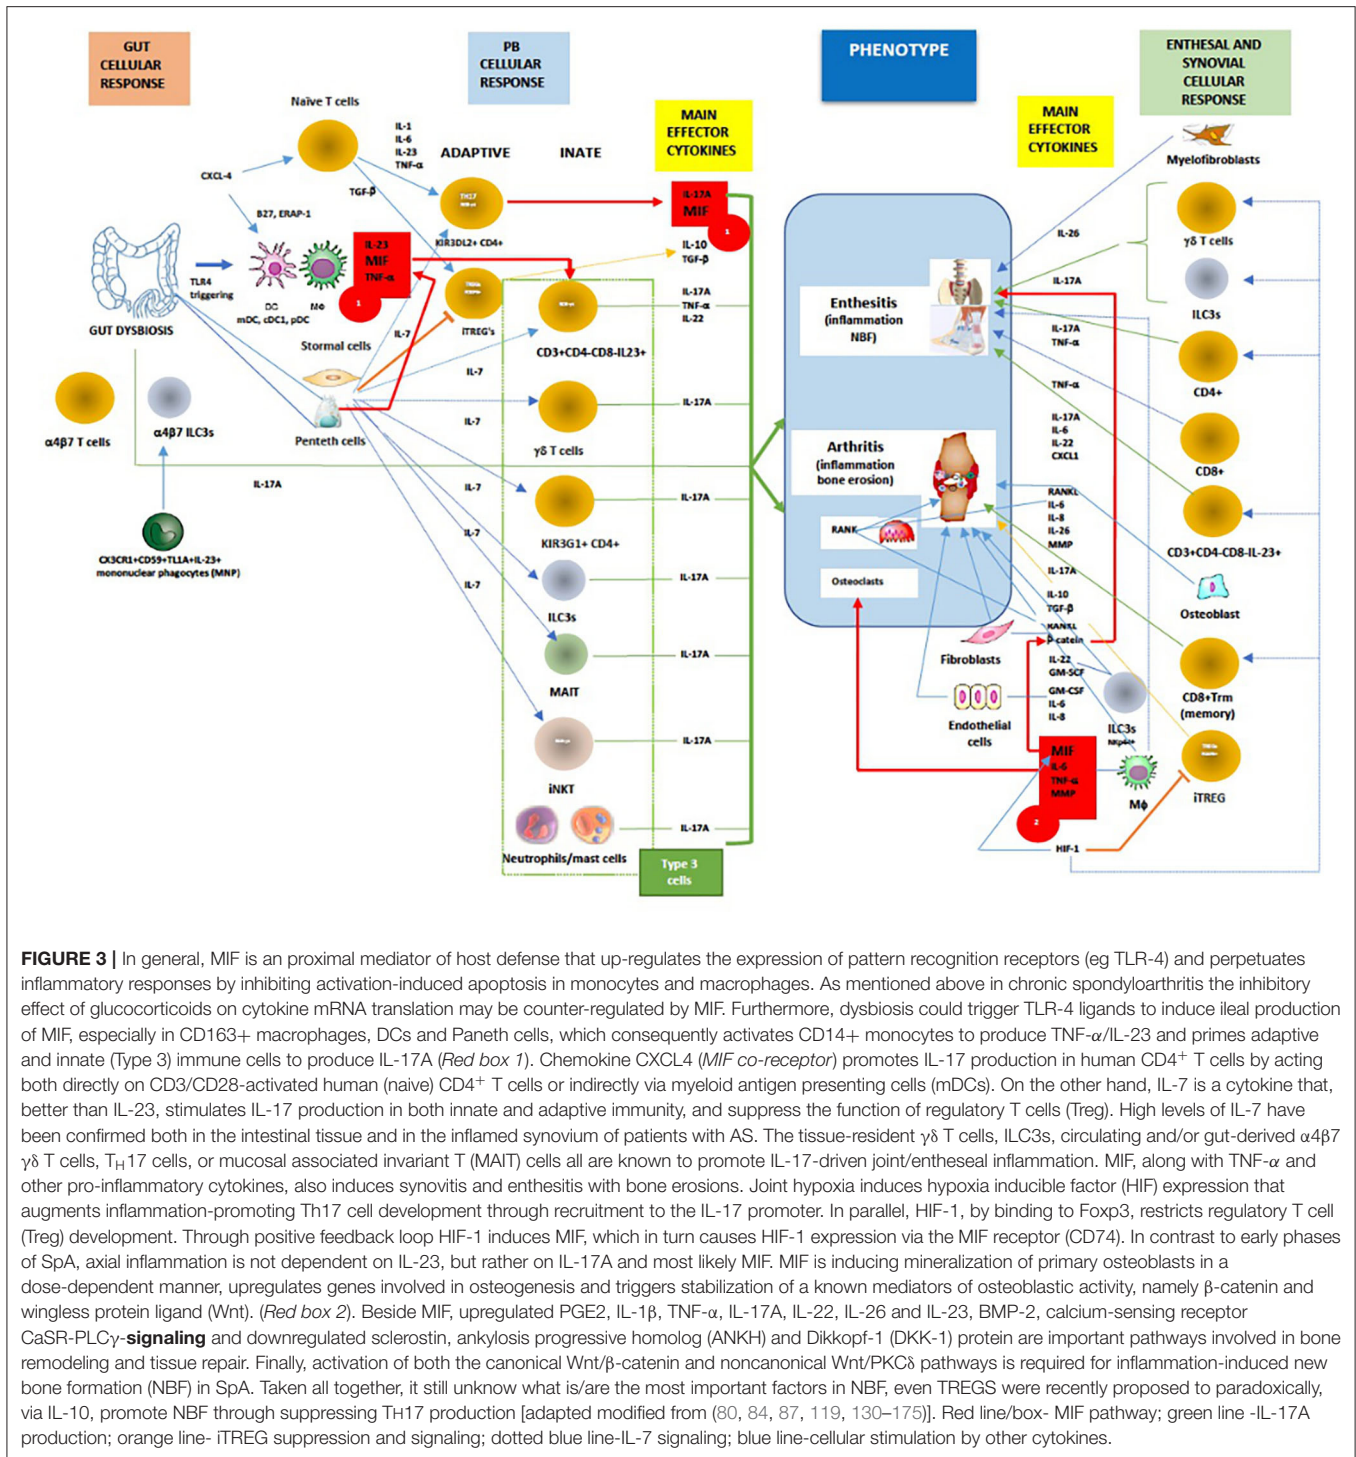 GUT
CELLULAR
RESPONSE
PB
CELLULAR
RESPONSE
PHENOTYPE
ENTHESAL AND
SYNOVIAL
CELLULAR
RESPONSE
Naïve T cells
IL-1
IL-6
IL-23
TNF-α
ADAPTIVE
INATE
MAIN
EFFECTOR
CYTOKINES
MAIN
EFFECTOR
CYTOKINES
Myelofibroblasts
CXCL-4
TGF-β
TH17
KIR3DL2+ CD4+
IL-17A
MIF
1
B27, ERAP-1
IL-10
TGF-β
IL-23
MIF
TNF-α
1
TLR4
triggering
DC
mDC, cDC1, pDC
Mϕ
GUT DYSBIOSIS
Stormal cells
IL-7
iTREG's
IL-17A
TNF-α
IL-22
CD3+CD4-CD8-IL23+
IL-7
IL-17A
α4β7 T cells
α4β7 ILC3s
Penteth cells
IL-7
γδ T cells
IL-17A
IL-7
IL-17A
KIR3G1+ CD4+
CX3CR1+CD59+TL1A+IL-23+
mononuclear phagocytes (MNP)
IL-7
IL-17A
ILC3s
IL-7
IL-17A
MAIT
IL-17A
iNKT
IL-17A
Neutrophils/mast cells
Type 3
cells
Enthesitis
(inflammation
NBF)
Arthritis
(inflammation
bone erosion)
RANK
Osteoclasts
IL-26
γδ T cells
IL-17A
ILC3s
IL-17A
TNF-α
CD4+
TNF-α
IL-17A
IL-6
IL-22
CXCL1
CD8+
RANKL
IL-6
IL-8
IL-26
MMP
CD3+CD4-CD8-IL-23+
IL-17A
Osteoblast
IL-10
TGF-β
RANKL
β-catein
Fibroblasts
IL-22
GM-SCF
CD8+Trm
(memory)
GM-CSF
IL-6
IL-8
Endothelial
cells
ILC3s
MIF
IL-6
TNF-α
MMP
2
Mϕ
iTREG
HIF-1
FIGURE 3 | In general, MIF is an proximal mediator of host defense that up-regulates the expression of pattern recognition receptors (eg TLR-4) and perpetuates
inflammatory responses by inhibiting activation-induced apoptosis in monocytes and macrophages. As mentioned above in chronic spondyloarthritis the inhibitory
effect of glucocorticoids on cytokine mRNA translation may be counter-regulated by MIF. Furthermore, dysbiosis could trigger TLR-4 ligands to induce ileal production
of MIF, especially in CD163+ macrophages, DCs and Paneth cells, which consequently activates CD14+ monocytes to produce TNF-α/IL-23 and primes adaptive
and innate (Type 3) immune cells to produce IL-17A (Red box 1). Chemokine CXCL4 (MIF co-receptor) promotes IL-17 production in human CD4+ T cells by acting
both directly on CD3/CD28-activated human (naive) CD4+ T cells or indirectly via myeloid antigen presenting cells (mDCs). On the other hand, IL-7 is a cytokine that,
better than IL-23, stimulates IL-17 production in both innate and adaptive immunity, and suppress the function of regulatory T cells (Treg). High levels of IL-7 have
been confirmed both in the intestinal tissue and in the inflamed synovium of patients with AS. The tissue-resident γδ T cells, ILC3s, circulating and/or gut-derived α4β7
γδ T cells, TH17 cells, or mucosal associated invariant T (MAIT) cells all are known to promote IL-17-driven joint/entheseal inflammation. MIF, along with TNF-α and
other pro-inflammatory cytokines, also induces synovitis and enthesitis with bone erosions. Joint hypoxia induces hypoxia inducible factor (HIF) expression that
augments inflammation-promoting Th17 cell development through recruitment to the IL-17 promoter. In parallel, HIF-1, by binding to Foxp3, restricts regulatory T cell
(Treg) development. Through positive feedback loop HIF-1 induces MIF, which in turn causes HIF-1 expression via the MIF receptor (CD74). In contrast to early phases
of SpA, axial inflammation is not dependent on IL-23, but rather on IL-17A and most likely MIF. MIF is inducing mineralization of primary osteoblasts in a
dose-dependent manner, upregulates genes involved in osteogenesis and triggers stabilization of a known mediators of osteoblastic activity, namely β-catenin and
wingless protein ligand (Wnt). (Red box 2). Beside MIF, upregulated PGE2, IL-1β, TNF-α, IL-17A, IL-22, IL-26 and IL-23, BMP-2, calcium-sensing receptor
CaSR-PLCγ-signaling and downregulated sclerostin, ankylosis progressive homolog (ANKH) and Dikkopf-1 (DKK-1) protein are important pathways involved in bone
remodeling and tissue repair. Finally, activation of both the canonical Wnt/β-catenin and noncanonical Wnt/PKCδ pathways is required for inflammation-induced new
bone formation (NBF) in SpA. Taken all together, it still unknow what is/are the most important factors in NBF, even TREGS were recently proposed to paradoxically,
via IL-10, promote NBF through suppressing TH17 production [adapted modified from (80, 84, 87, 119, 130–175)]. Red line/box- MIF pathway; green line -IL-17A
production; orange line- iTREG suppression and signaling; dotted blue line-IL-7 signaling; blue line-cellular stimulation by other cytokines.